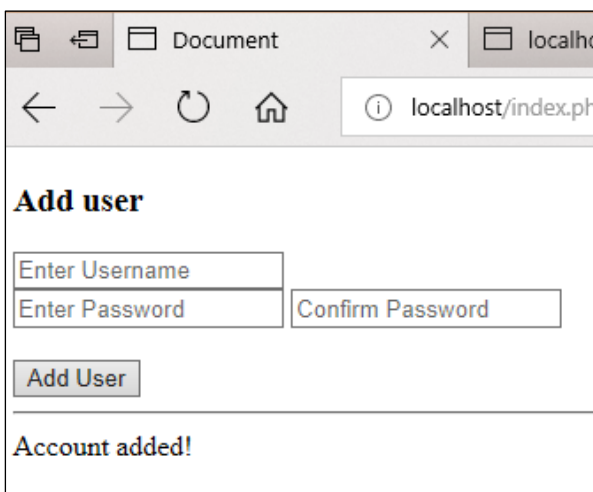 Document localho
localhost/index.ph
Add user
Enter Username
Enter Password Confirm Password
Add User
Account added!